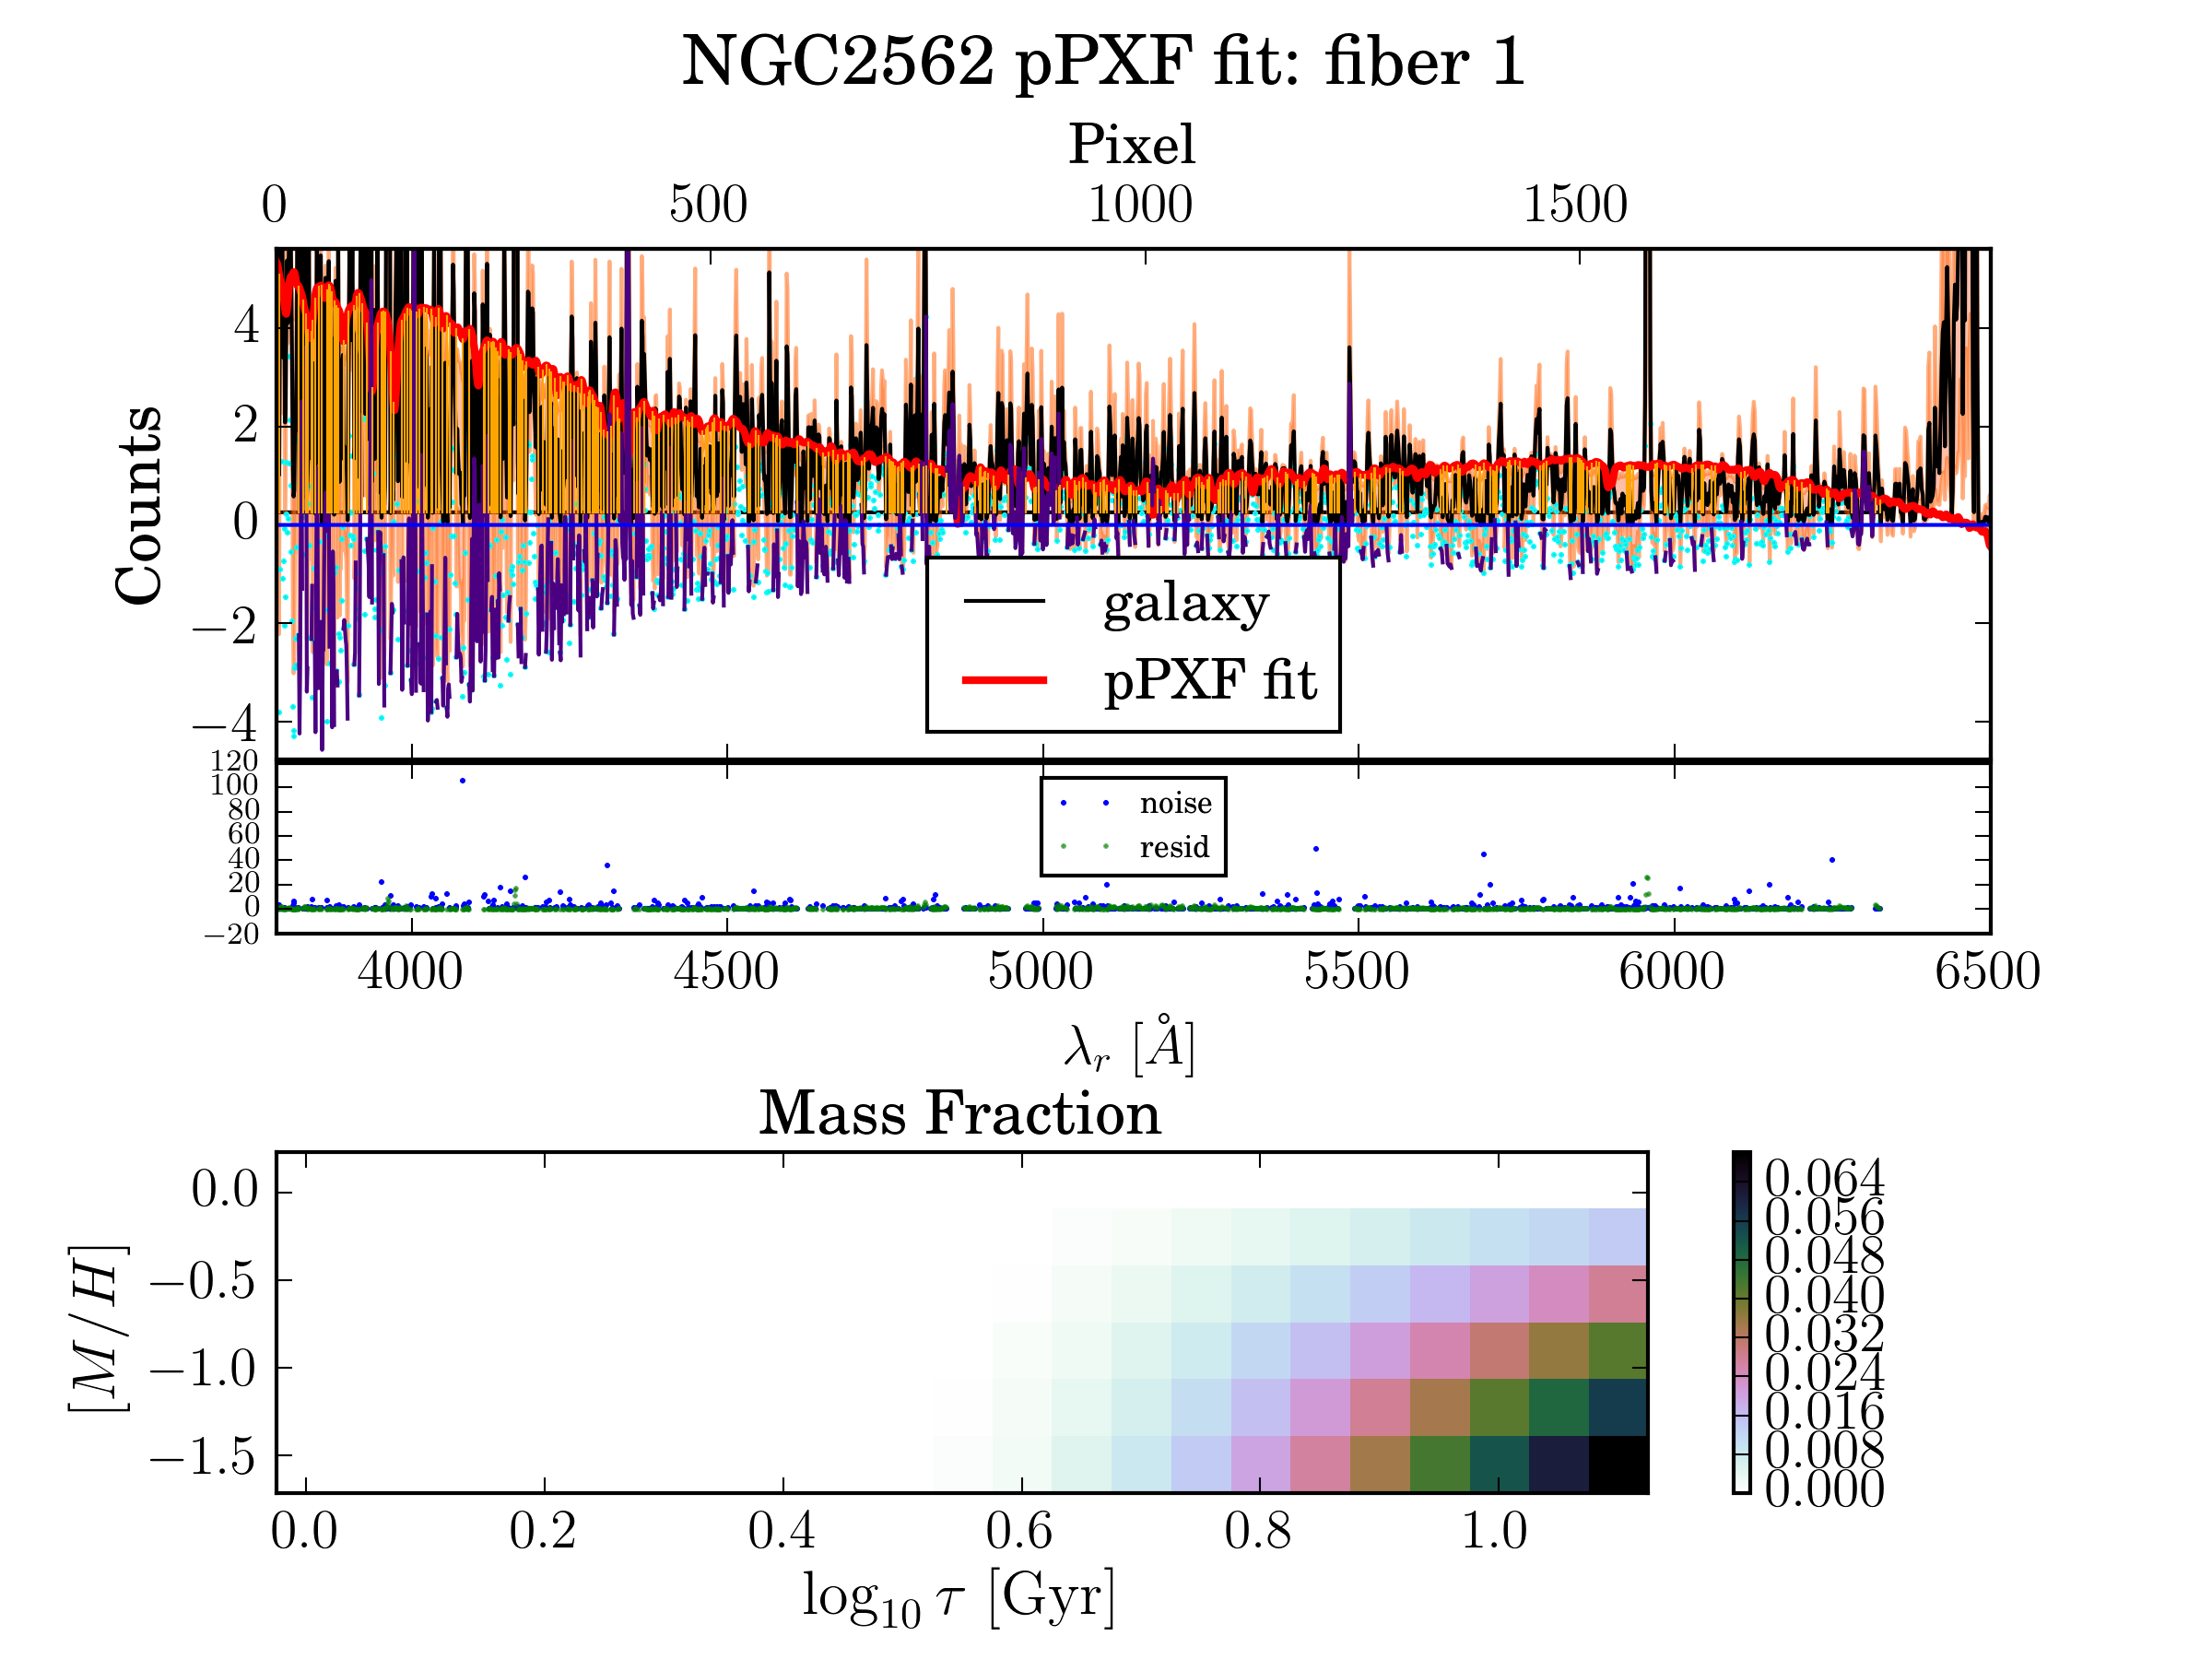 NGC2562 pPXF fit: fiber 1
Pixel
0 500 1000 1500
Counts
4
2
0
−2
−4
galaxy
pPXF fit
120
100
80
60
40
20
0
−20
noise
resid
4000 4500 5000 5500 6000 6500
λr [Å]
Mass Fraction
[M/H]
0.0
−0.5
−1.0
−1.5
0.0 0.2 0.4 0.6 0.8 1.0
log10 τ [Gyr]
0.064
0.056
0.048
0.040
0.032
0.024
0.016
0.008
0.000